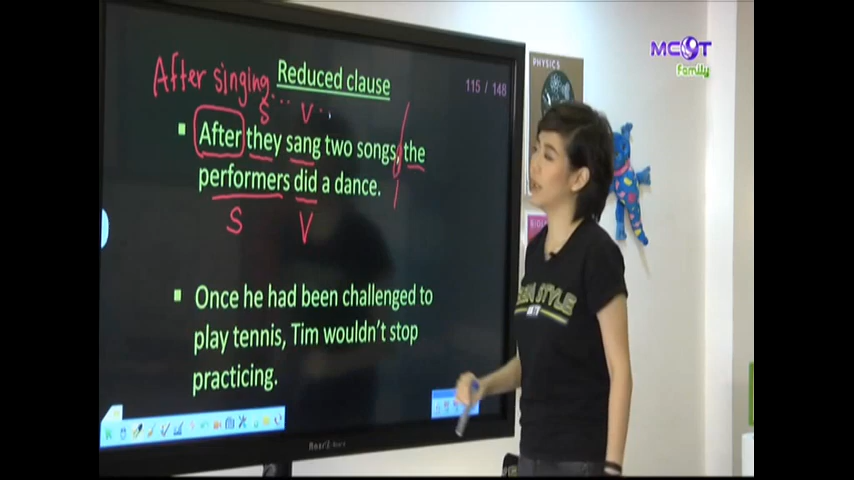 MCOT
family
PHYSICS
After singing...
Reduced clause
115 / 148
S V ...
▪ After they sang two songs, the
performers did a dance.
S V
▪ Once he had been challenged to
play tennis, Tim wouldn't stop
practicing.
STYLE